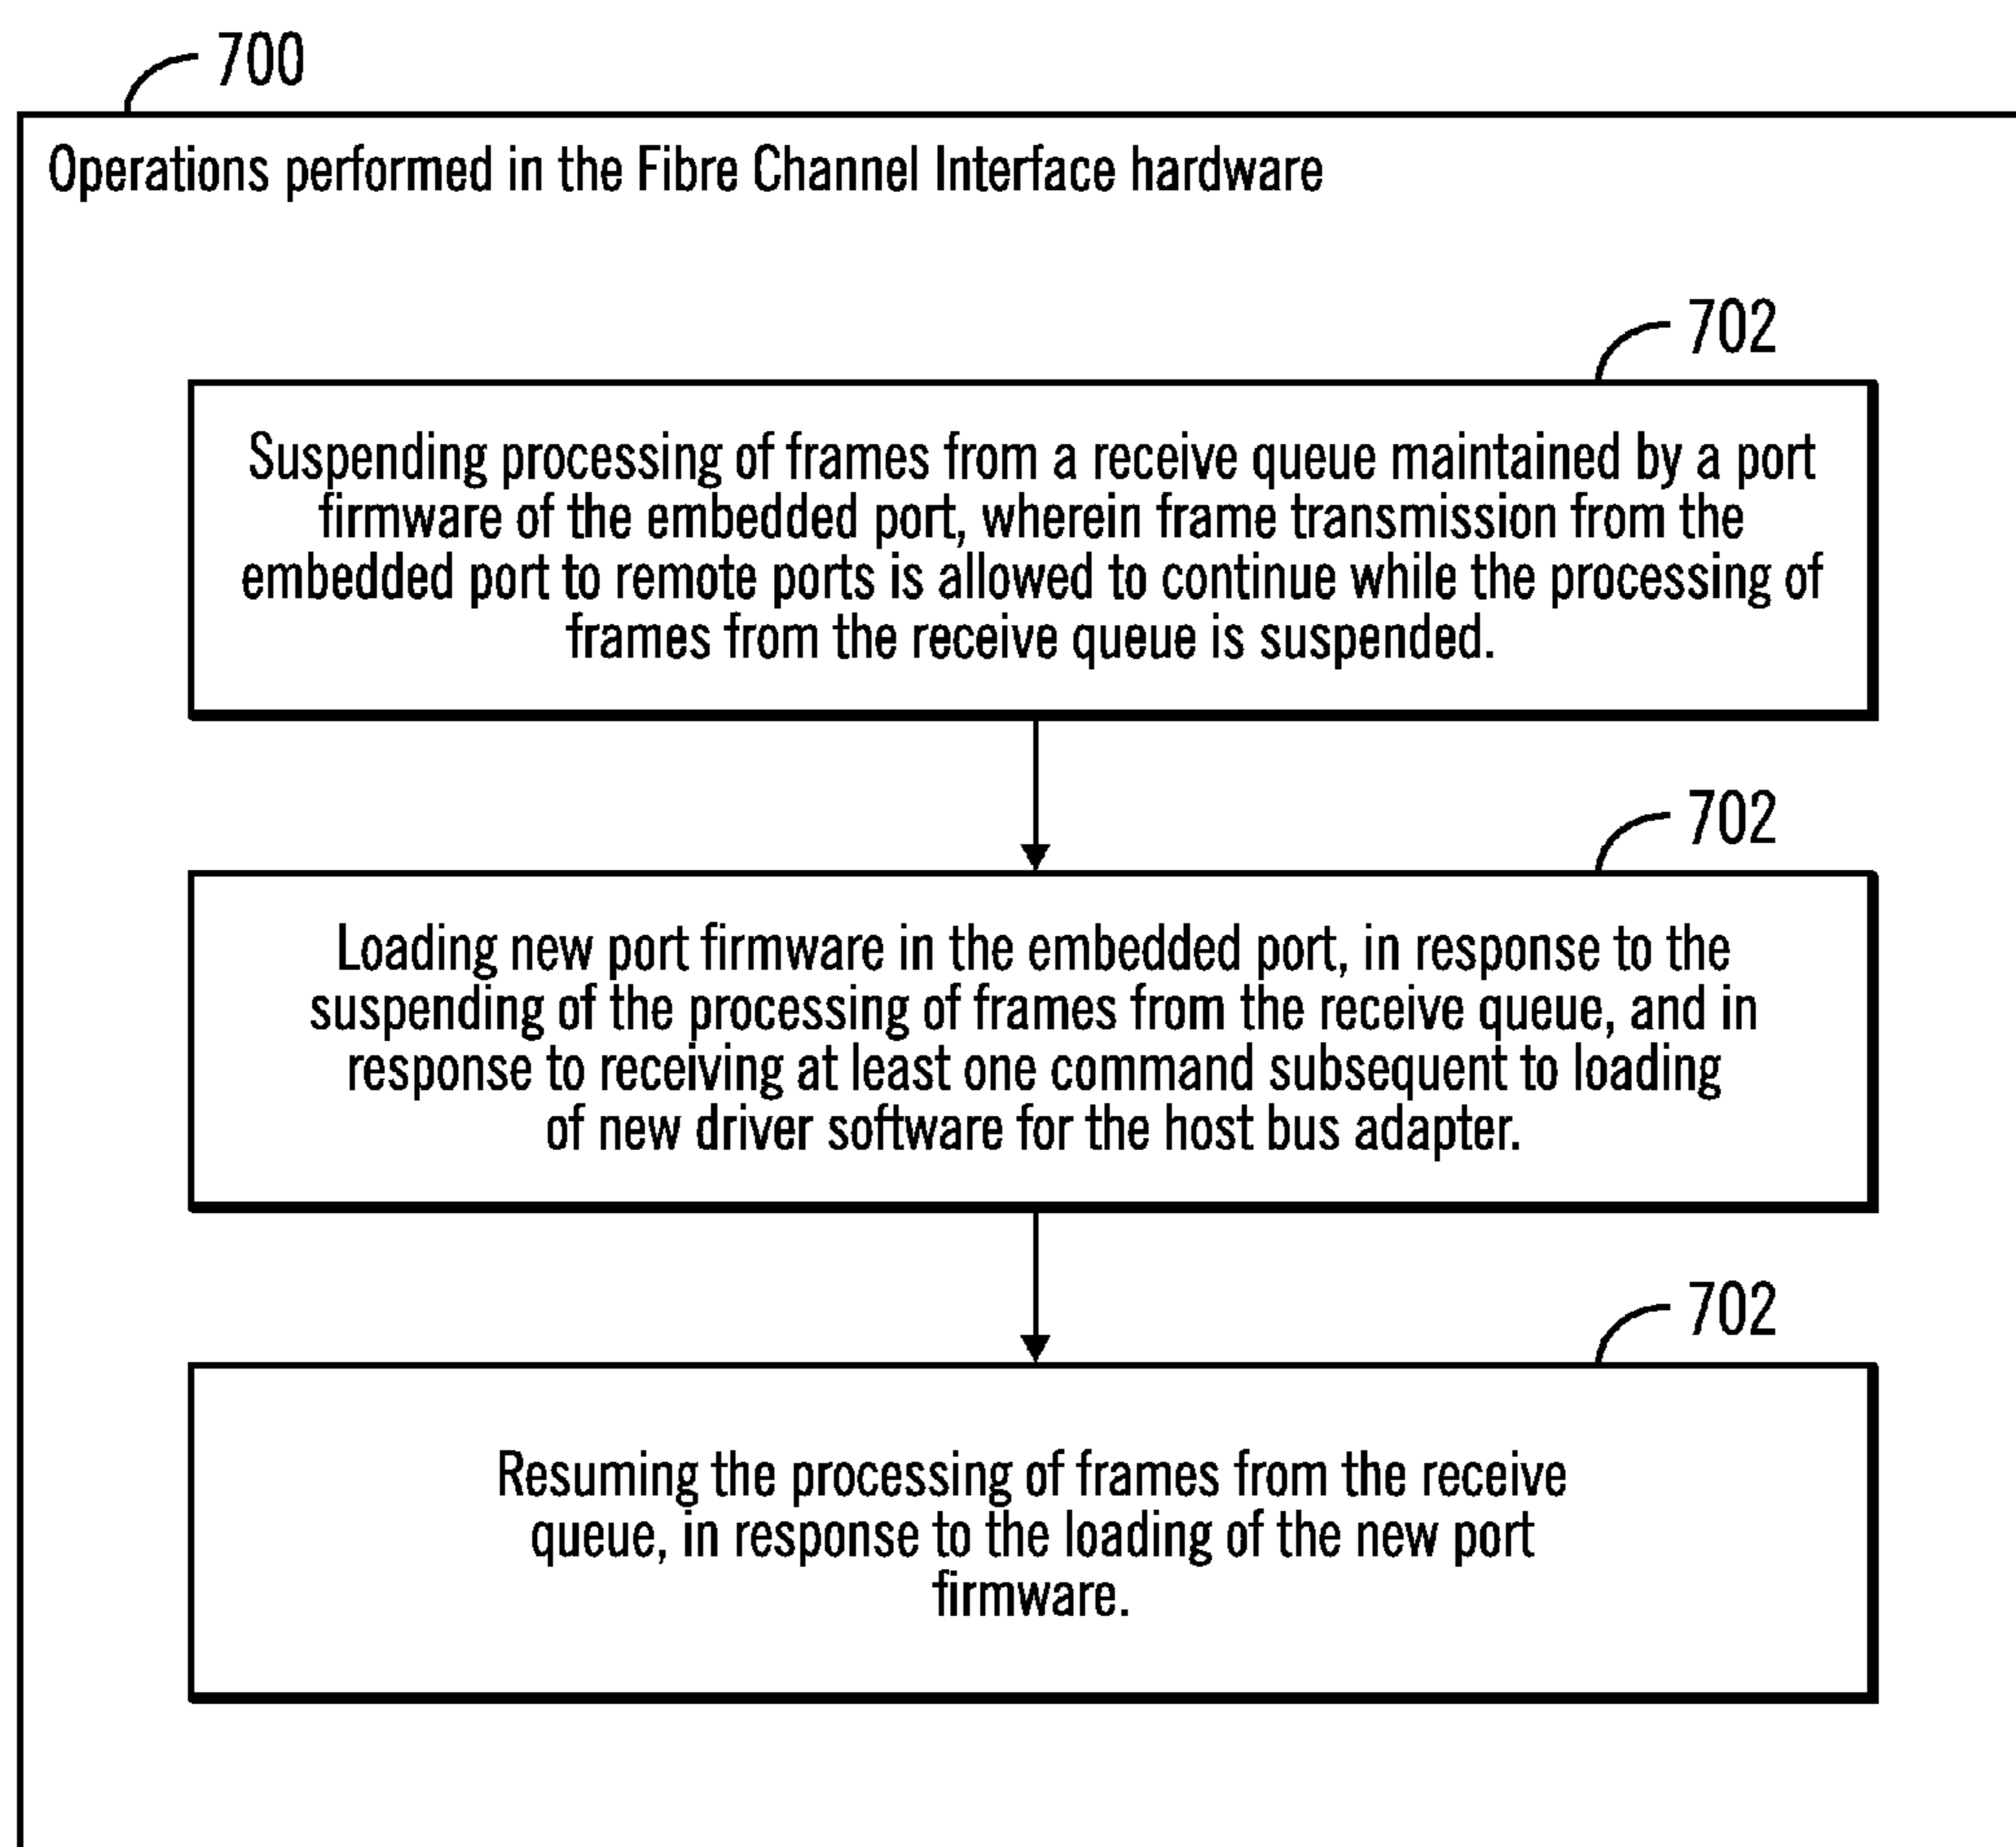 700
Operations performed in the Fibre Channel Interface hardware
702
Suspending processing of frames from a receive queue maintained by a port
firmware of the embedded port, wherein frame transmission from the
embedded port to remote ports is allowed to continue while the processing of
frames from the receive queue is suspended.
702
Loading new port firmware in the embedded port, in response to the
suspending of the processing of frames from the receive queue, and in
response to receiving at least one command subsequent to loading
of new driver software for the host bus adapter.
702
Resuming the processing of frames from the receive
queue, in response to the loading of the new port
firmware.